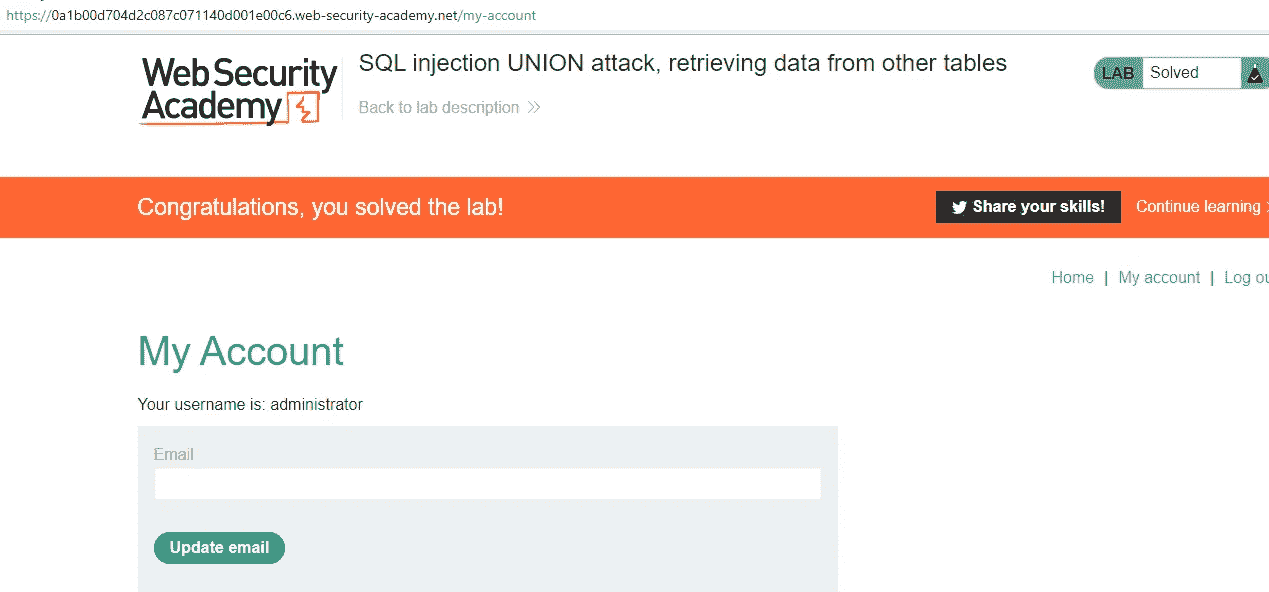 https://0a1b00d704d2c087c071140d001e00c6.web-security-academy.net/my-account
Web Security
Academy
SQL injection UNION attack, retrieving data from other tables
Back to lab description
LAB Solved
Congratulations, you solved the lab!
Share your skills! Continue learning
Home | My account | Log ou
My Account
Your username is: administrator
Email
Update email